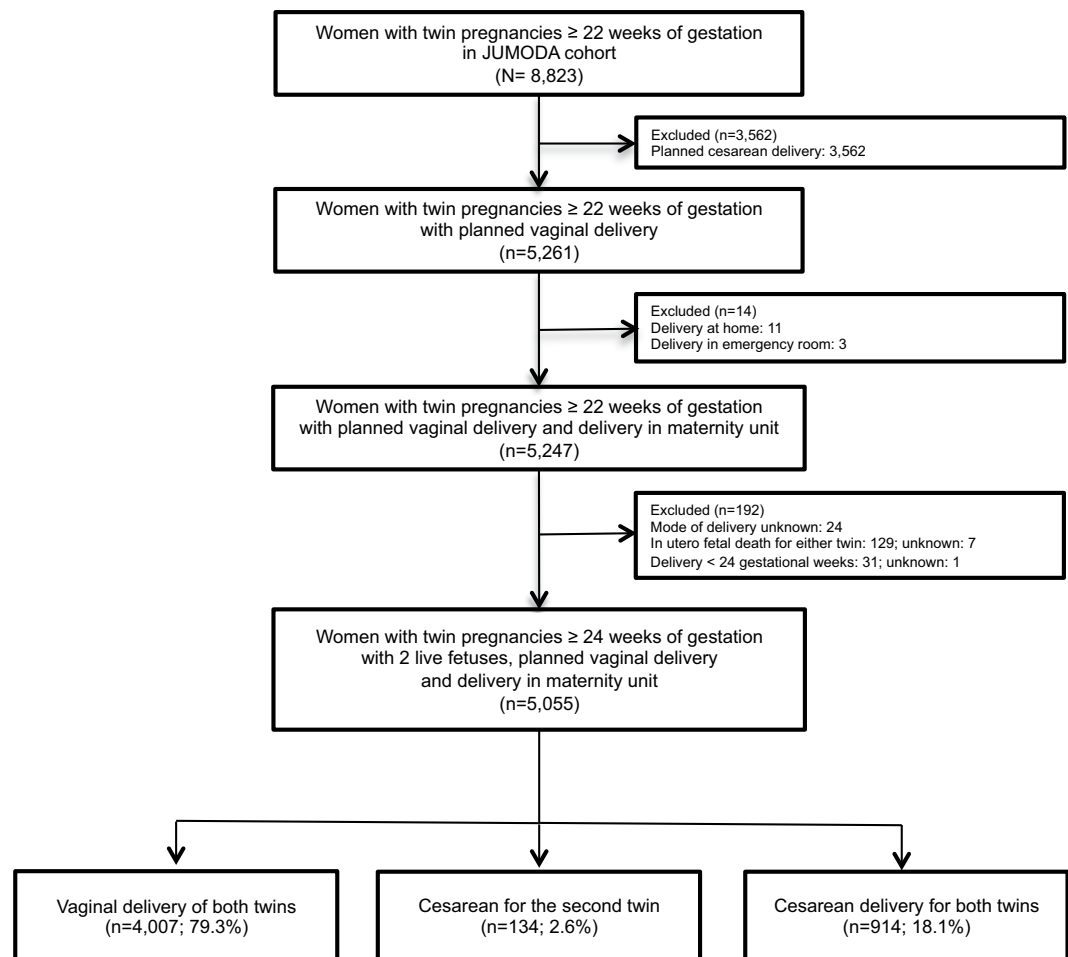 Women with twin pregnancies ≥ 22 weeks of gestation
in JUMODA cohort
(N= 8,823)
Excluded (n=3,562)
Planned cesarean delivery: 3,562
Women with twin pregnancies ≥ 22 weeks of gestation
with planned vaginal delivery
(n=5,261)
Excluded (n=14)
Delivery at home: 11
Delivery in emergency room: 3
Women with twin pregnancies ≥ 22 weeks of gestation
with planned vaginal delivery and delivery in maternity unit
(n=5,247)
Excluded (n=192)
Mode of delivery unknown: 24
In utero fetal death for either twin: 129; unknown: 7
Delivery < 24 gestational weeks: 31; unknown: 1
Women with twin pregnancies ≥ 24 weeks of gestation
with 2 live fetuses, planned vaginal delivery
and delivery in maternity unit
(n=5,055)
Vaginal delivery of both twins
(n=4,007; 79.3%)
Cesarean for the second twin
(n=134; 2.6%)
Cesarean delivery for both twins
(n=914; 18.1%)